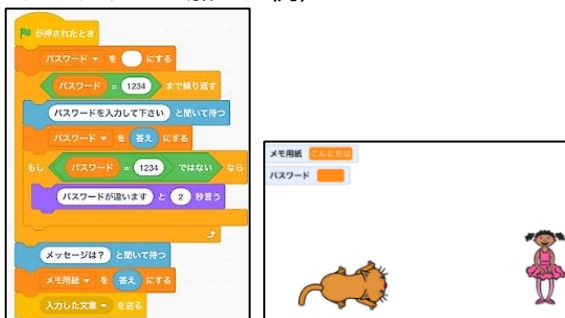 が押されたとき
パスワード を にする
パスワード = 1234 まで繰り返す
パスワードを入力して下さい と聞いて待つ
パスワード を 答え にする
もし パスワード = 1234 ではない なら
パスワードが違います と 2 秒言う
メッセージは? と聞いて待つ
メモ用紙 を 答え にする
入力した文章 を送る
メモ用紙 こんにちは
パスワード